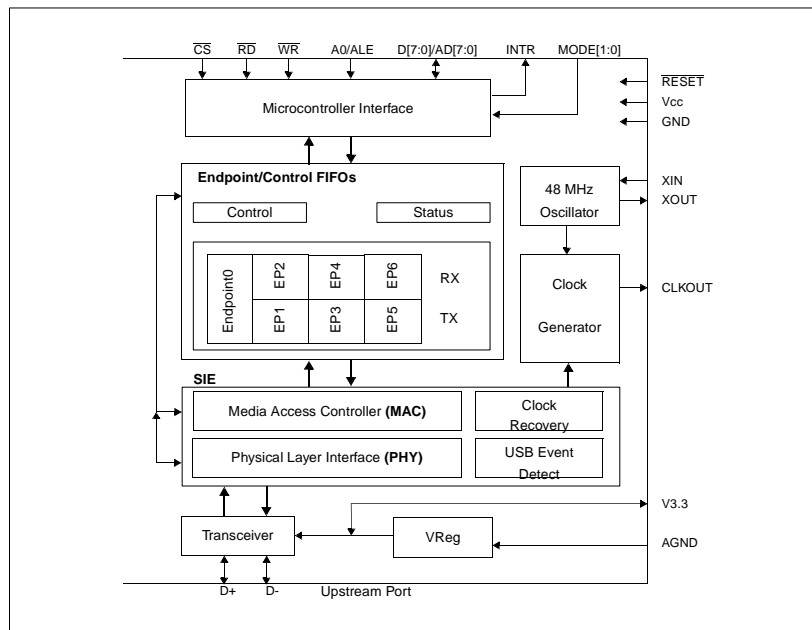 CS RD WR A0/ALE D[7:0]/AD[7:0] INTR MODE[1:0]
RESET
Vcc
GND
Microcontroller Interface
Endpoint/Control FIFOs
Control
Status
48 MHz
Oscillator
XIN
XOUT
Endpoint0
EP2
EP4
EP6
RX
EP1
EP3
EP5
TX
Clock
Generator
CLKOUT
SIE
Media Access Controller (MAC)
Clock
Recovery
Physical Layer Interface (PHY)
USB Event
Detect
V3.3
Transceiver
VReg
AGND
D+ D- Upstream Port